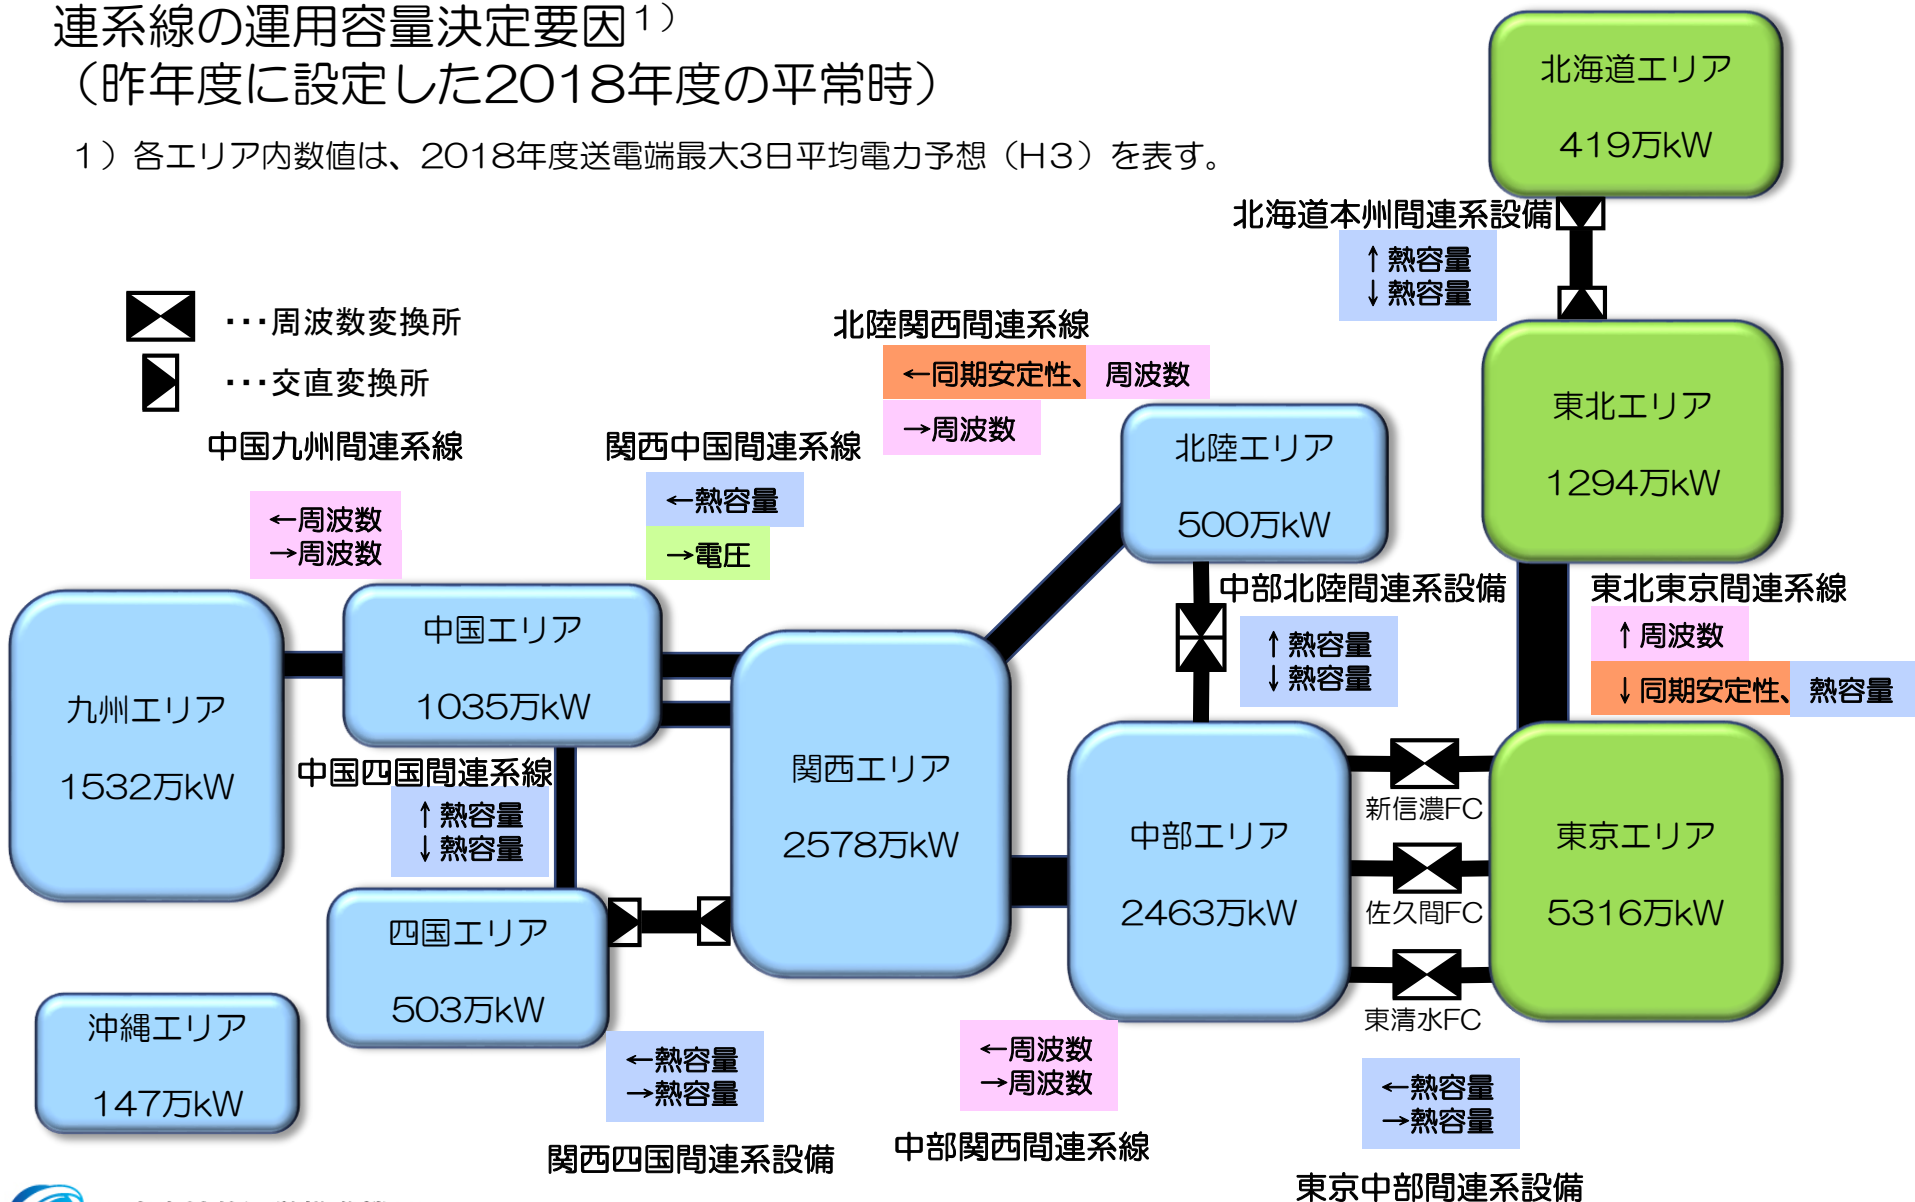 連系線の運用容量決定要因1）
（昨年度に設定した2018年度の平常時）
1）各エリア内数値は、2018年度送電端最大3日平均電力予想（H3）を表す。
･･･周波数変換所
･･･交直変換所
北海道エリア
419万kW
北海道本州間連系設備
↑熱容量
↓熱容量
北陸関西間連系線
←同期安定性、周波数
→周波数
中国九州間連系線
←周波数
→周波数
関西中国間連系線
←熱容量
→電圧
北陸エリア
500万kW
東北エリア
1294万kW
中部北陸間連系設備
↑熱容量
↓熱容量
東北東京間連系線
↑周波数
↓同期安定性、熱容量
九州エリア
1532万kW
中国エリア
1035万kW
中国四国間連系線
↑熱容量
↓熱容量
関西エリア
2578万kW
中部エリア
2463万kW
新信濃FC
佐久間FC
東清水FC
東京エリア
5316万kW
四国エリア
503万kW
沖縄エリア
147万kW
←熱容量
→熱容量
関西四国間連系設備
←周波数
→周波数
中部関西間連系線
←熱容量
→熱容量
東京中部間連系設備